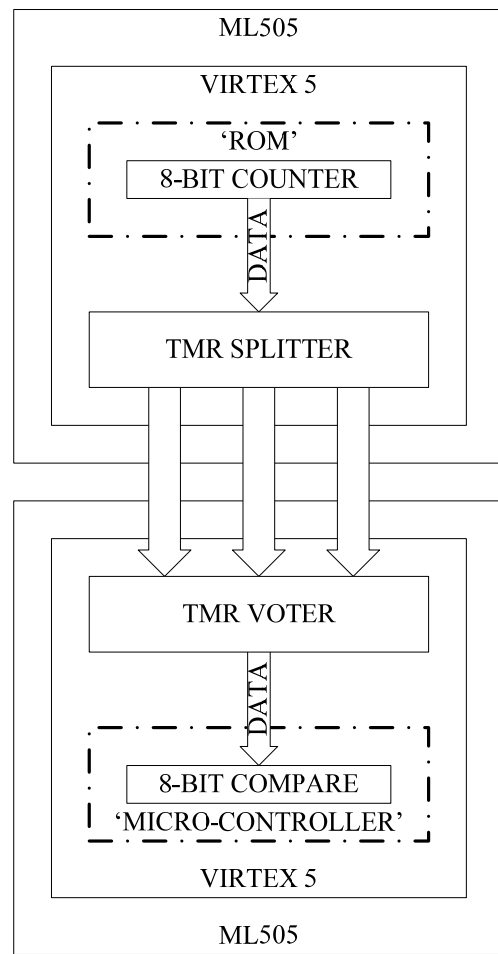 ML505
VIRTEX 5
‘ROM’
8-BIT COUNTER
DATA
TMR SPLITTER
TMR VOTER
DATA
8-BIT COMPARE
‘MICRO-CONTROLLER’
VIRTEX 5
ML505